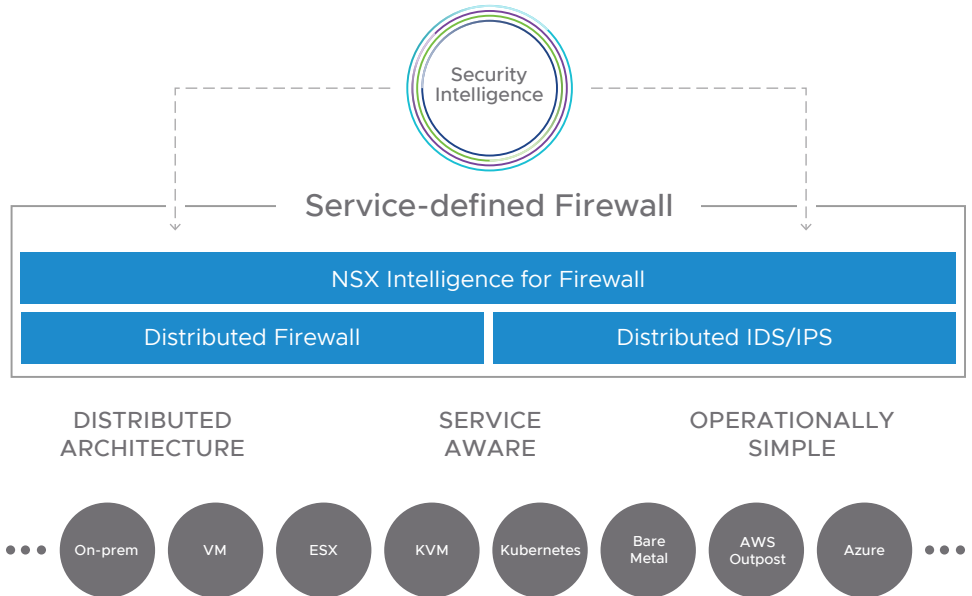 Security
Intelligence
Service-defined Firewall
NSX Intelligence for Firewall
Distributed Firewall
Distributed IDS/IPS
DISTRIBUTED
ARCHITECTURE
SERVICE
AWARE
OPERATIONALLY
SIMPLE
On-prem
VM
ESX
KVM
Kubernetes
Bare
Metal
AWS
Outpost
Azure